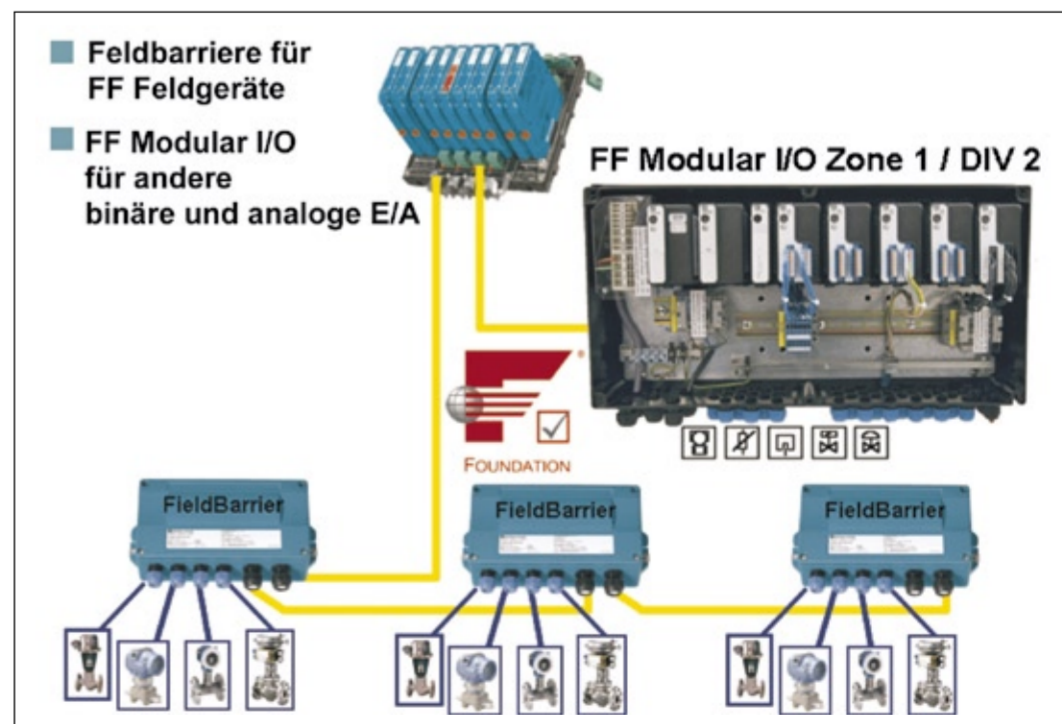 Feldbarriere für
FF Feldgeräte
FF Modular I/O
für andere
binäre und analoge E/A
FF Modular I/O Zone 1 / DIV 2
FOUNDATION
FieldBarrier
FieldBarrier
FieldBarrier